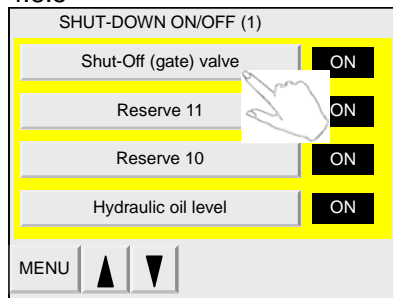 SHUT-DOWN ON/OFF (1)
Shut-Off (gate) valve ON
Reserve 11 ON
Reserve 10 ON
Hydraulic oil level ON
MENU